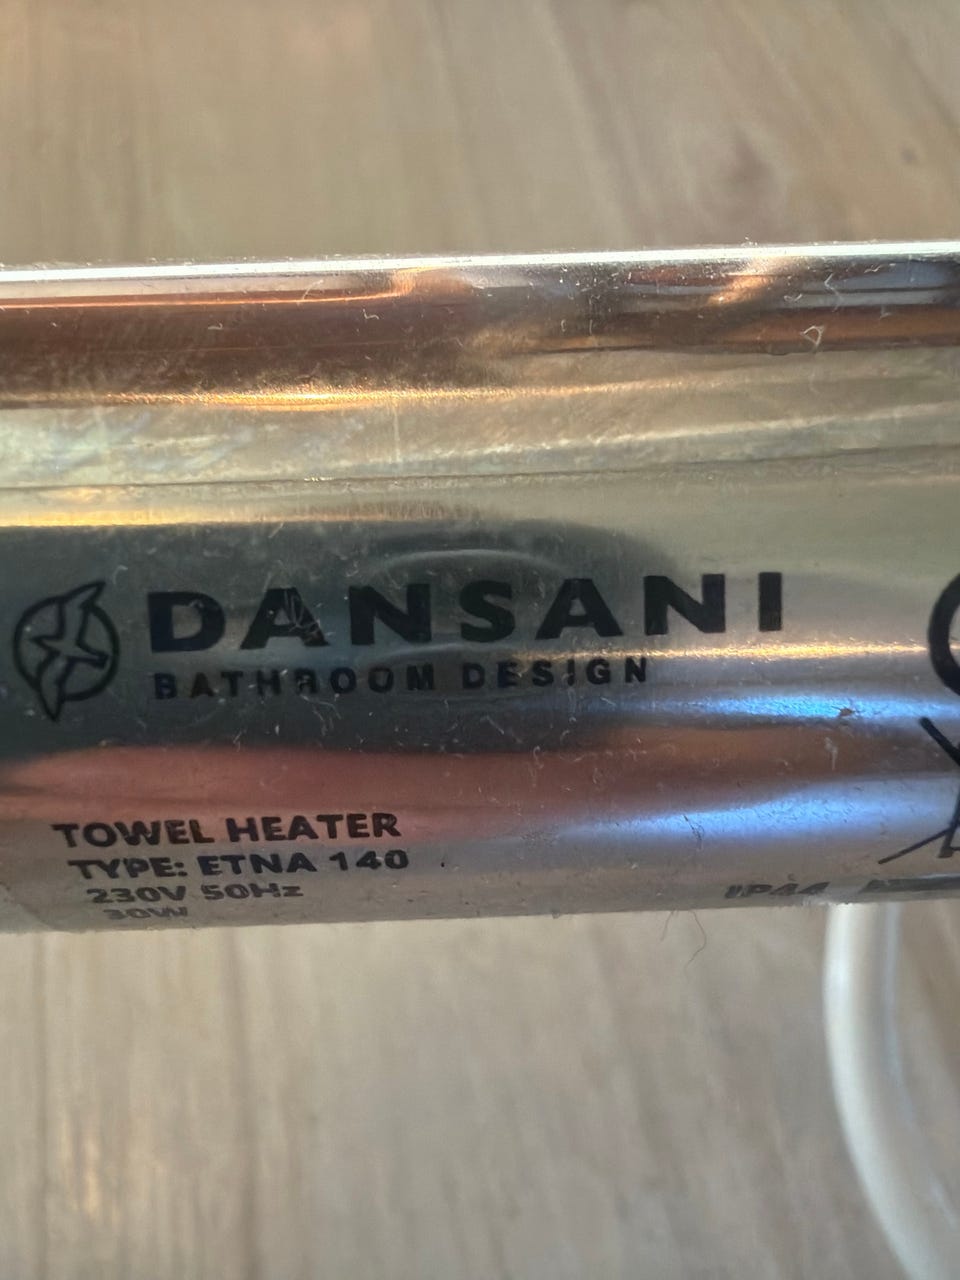 DANSANI
BATHROOM DESIGN
TOWEL HEATER
TYPE: ETNA 140
230V 50Hz
30W
IP44